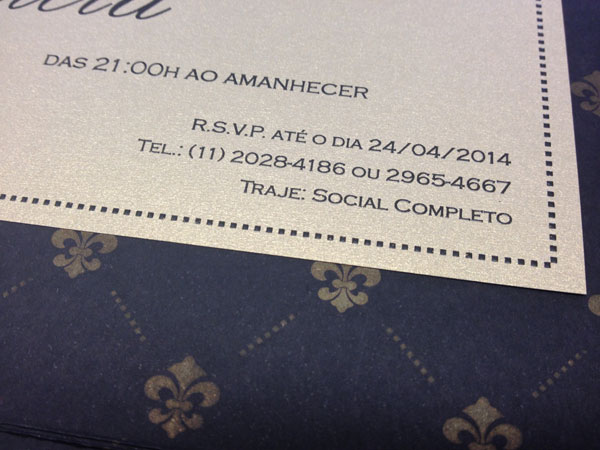 DAS 21:00H AO AMANHECER
R.S.V.P. ATÉ O DIA 24/04/2014
TEL.: (11) 2028-4186 OU 2965-4667
TRAJE: SOCIAL COMPLETO